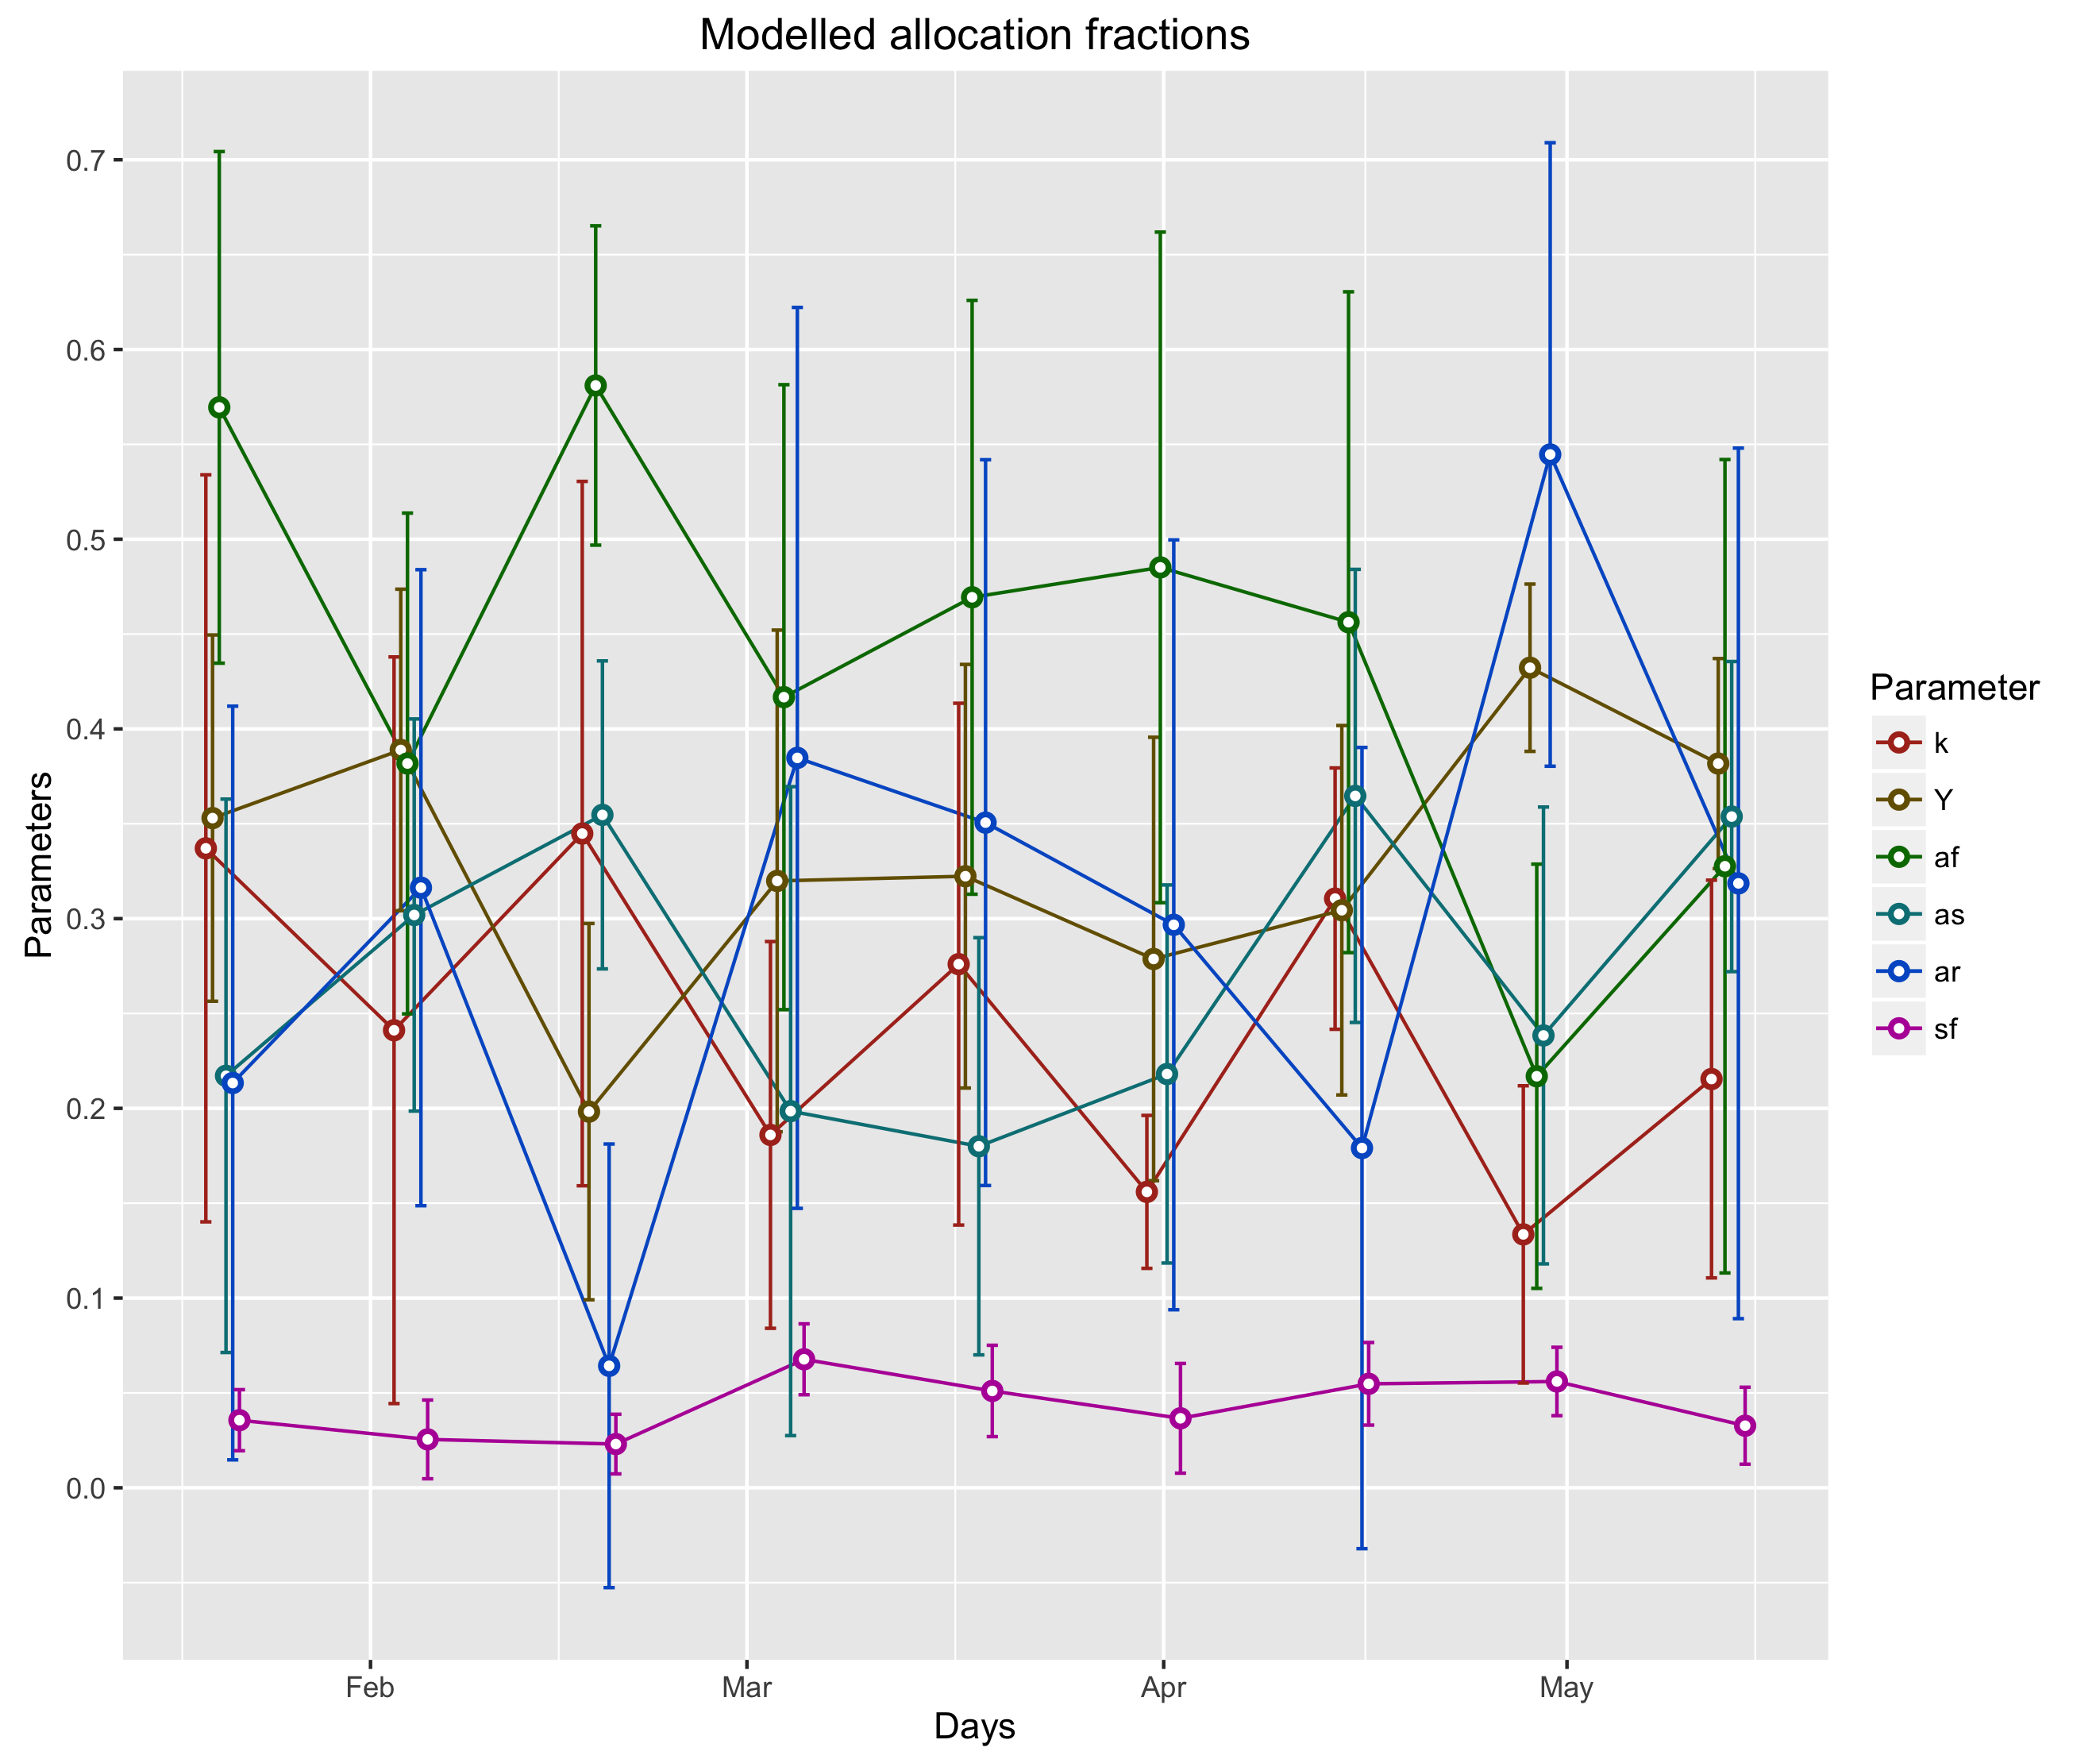 Modelled allocation fractions
Parameters
0.7
0.6
0.5
0.4
0.3
0.2
0.1
0.0
Feb
Mar
Apr
May
Days
Parameter
k
Y
af
as
ar
sf